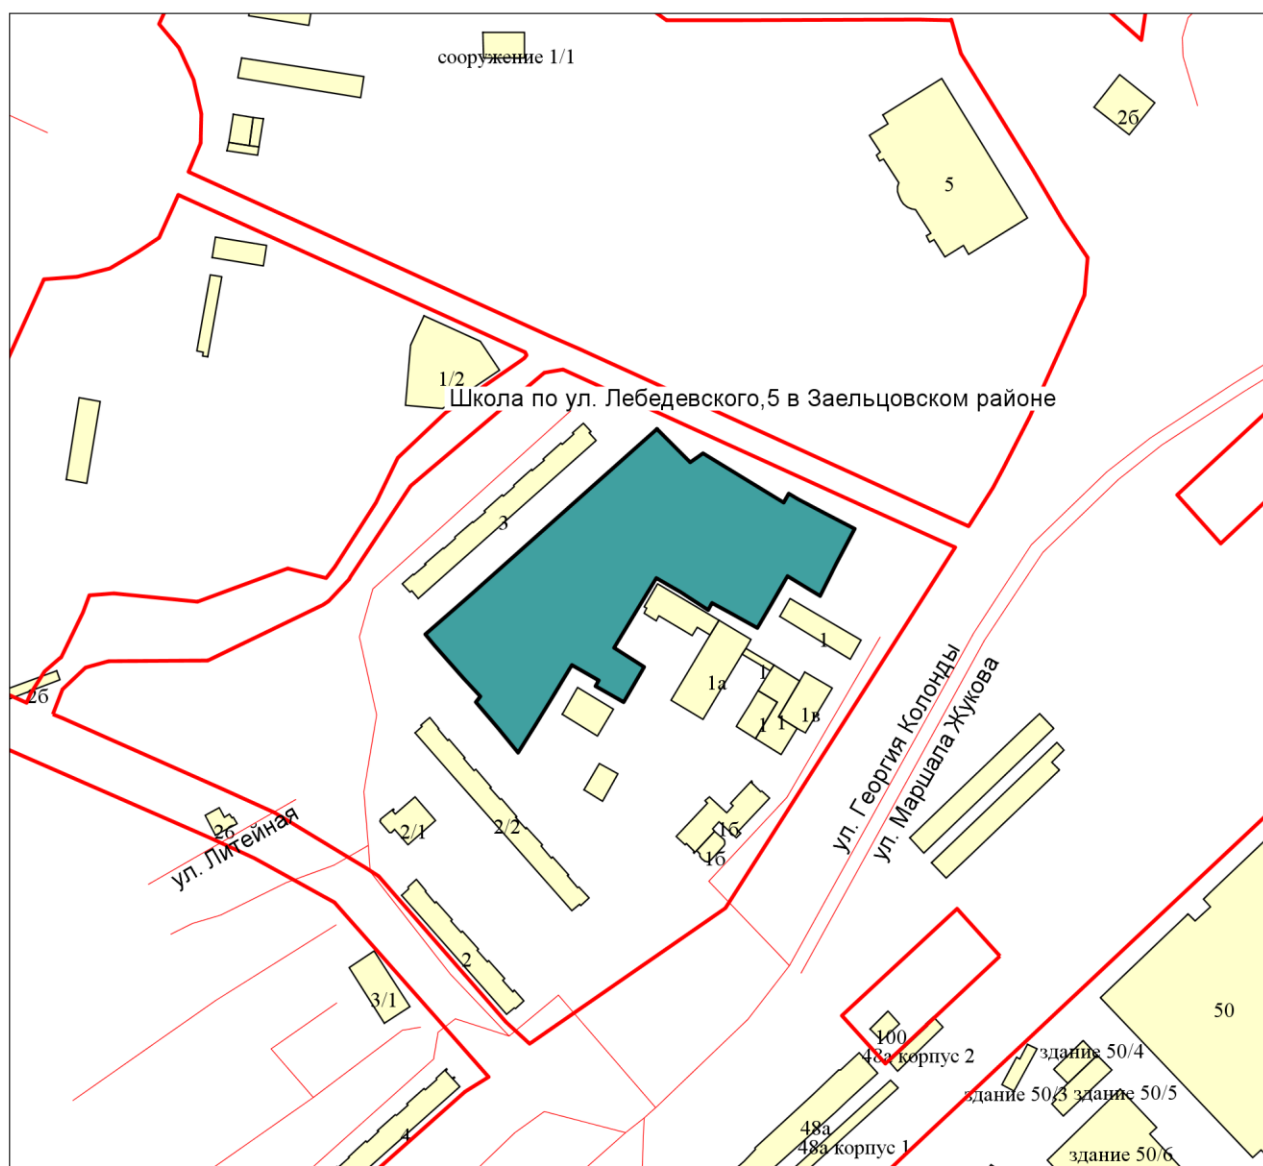 сооружение 1/1
2б
5
1/2
Школа по ул. Лебедевского,5 в Заельцовском районе
3
1
1
1а
2б
1в
1
1
ул. Георгия Колонды
ул. Маршала Жукова
2/2
2/1
2б
1б
1б
ул. Литейная
2
3/1
50
100
48а корпус 2
здание 50/4
здание 50/3
здание 50/5
48а
4
48а корпус 1
здание 50/6